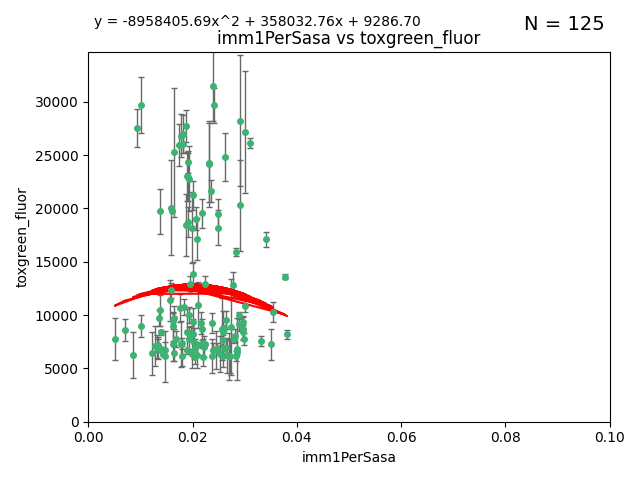 y = -8958405.69x^2 + 358032.76x + 9286.70
N = 125
imm1PerSasa vs toxgreen_fluor
30000
25000
20000
15000
10000
5000
0
toxgreen_fluor
0.00 0.02 0.04 0.06 0.08 0.10
imm1PerSasa